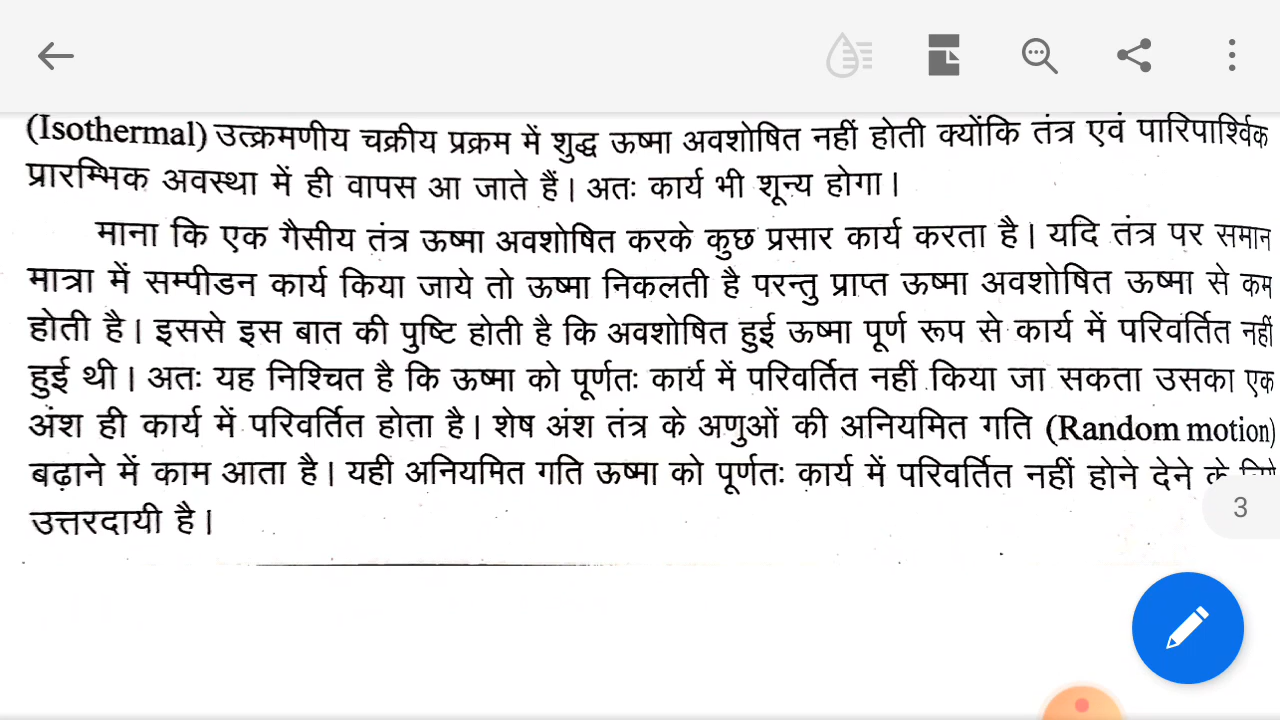 (Isothermal) उत्क्रमणीय चक्रीय प्रक्रम में शुद्ध ऊष्मा अवशोषित नहीं होती क्योंकि तंत्र एवं पारिपार्श्विक
प्रारम्भिक अवस्था में ही वापस आ जाते हैं। अतः कार्य भी शून्य होगा।
माना कि एक गैसीय तंत्र ऊष्मा अवशोषित करके कुछ प्रसार कार्य करता है। यदि तंत्र पर समान
मात्रा में सम्पीडन कार्य किया जाये तो ऊष्मा निकलती है परन्तु प्राप्त ऊष्मा अवशोषित ऊष्मा से कम
होती है। इससे इस बात की पुष्टि होती है कि अवशोषित हुई ऊष्मा पूर्ण रूप से कार्य में परिवर्तित नहीं
हुई थी। अतः यह निश्चित है कि ऊष्मा को पूर्णतः कार्य में परिवर्तित नहीं किया जा सकता उसका एक
अंश ही कार्य में परिवर्तित होता है। शेष अंश तंत्र के अणुओं की अनियमित गति (Random motion)
बढ़ाने में काम आता है। यही अनियमित गति ऊष्मा को पूर्णतः कार्य में परिवर्तित नहीं होने देने के
3
उत्तरदायी है।